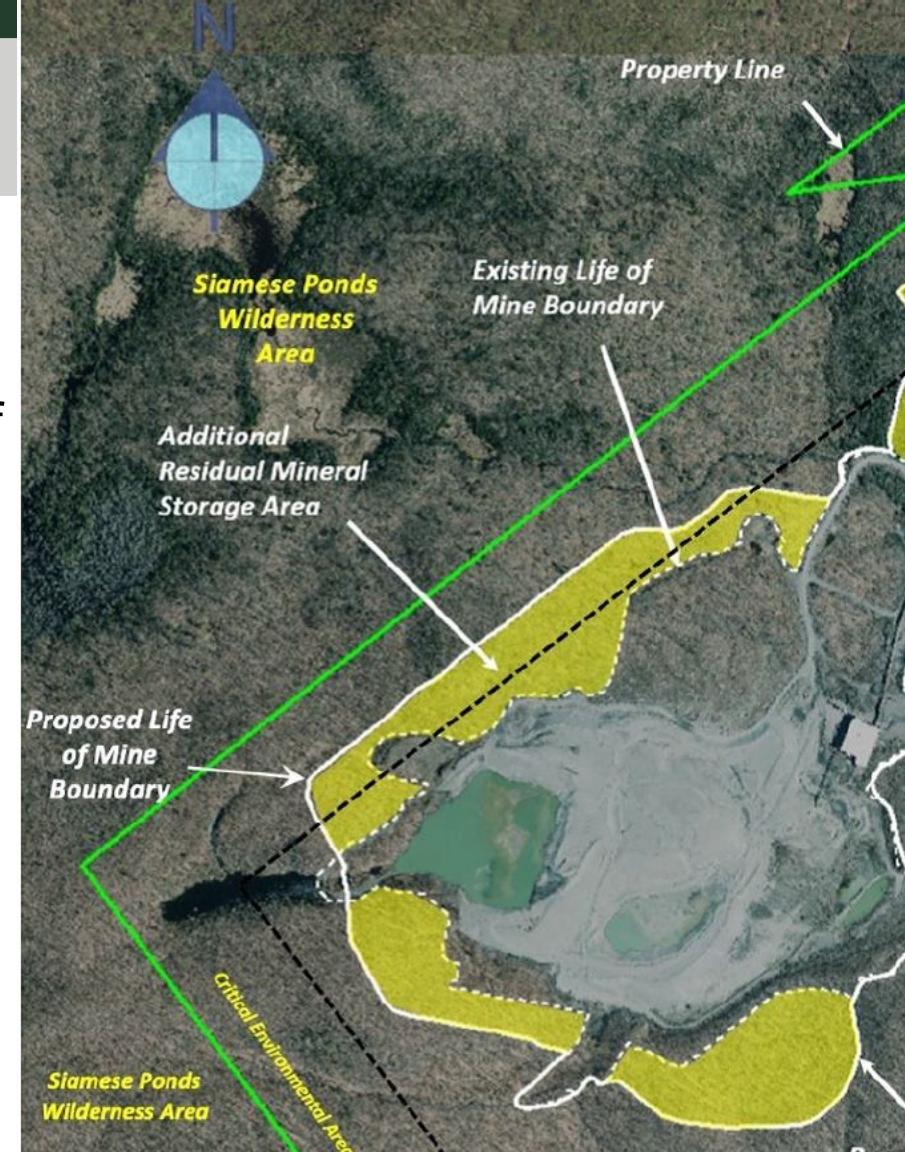 N
Property Line
Existing Life of
Mine Boundary
Siamese Ponds
Wilderness
Area
Additional
Residual Mineral
Storage Area
Proposed Life
of Mine
Boundary
Critical Environmental Area
Siamese Ponds
Wilderness Area